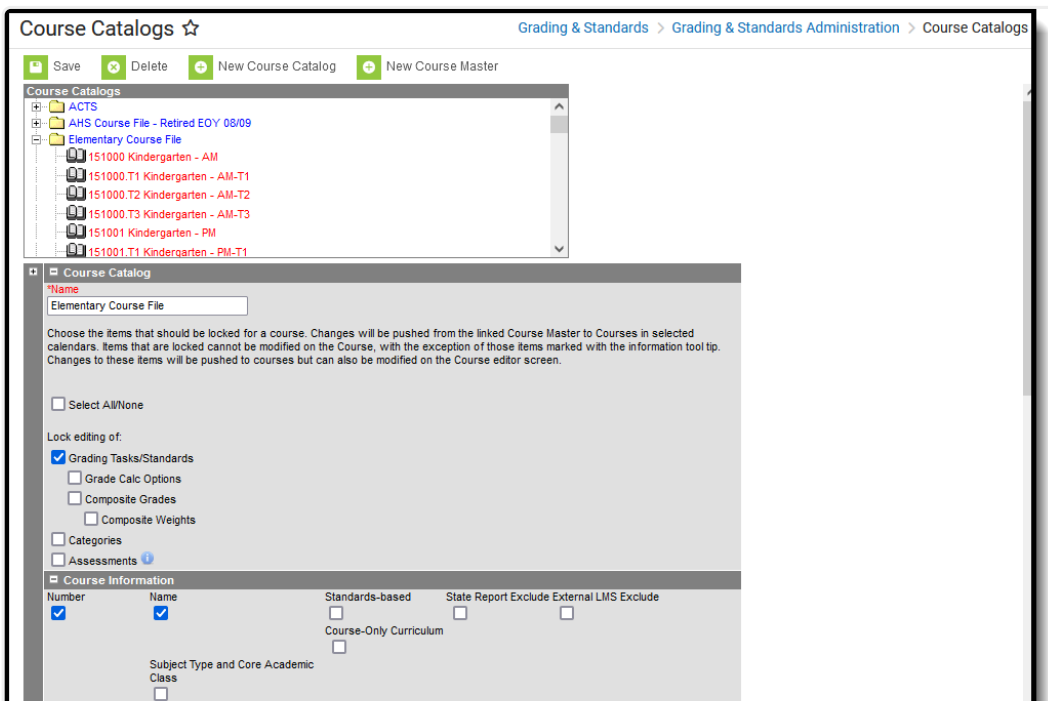 Course Catalogs ☆
Grading & Standards > Grading & Standards Administration > Course Catalogs
Save Delete New Course Catalog New Course Master
Course Catalogs
ACTS
AHS Course File - Retired EOY 08/09
Elementary Course File
151000 Kindergarten - AM
151000.T1 Kindergarten - AM-T1
151000.T2 Kindergarten - AM-T2
151000.T3 Kindergarten - AM-T3
151001 Kindergarten - PM
151001.T1 Kindergarten - PM-T1
Course Catalog
*Name
Elementary Course File
Choose the items that should be locked for a course. Changes will be pushed from the linked Course Master to Courses in selected
calendars. Items that are locked cannot be modified on the Course, with the exception of those items marked with the information tool tip.
Changes to these items will be pushed to courses but can also be modified on the Course editor screen.
Select All/None
Lock editing of:
Grading Tasks/Standards
Grade Calc Options
Composite Grades
Composite Weights
Categories
Assessments
Course Information
Number Name Standards-based State Report Exclude External LMS Exclude
Course-Only Curriculum
Subject Type and Core Academic
Class